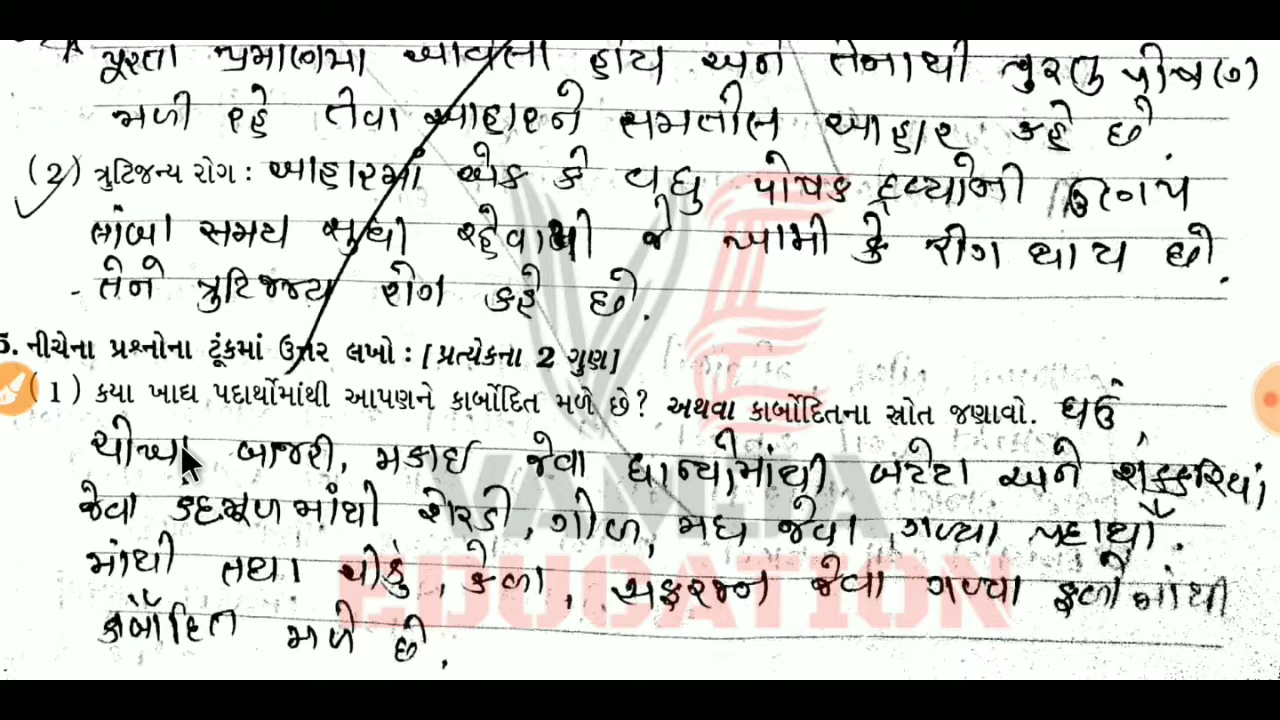 પૂરતા પ્રમાણમા આવેલા હોય અને તેનાથી પોષણ
મળી રહે તેવા આહારને સમતોલ આહાર કહે છે.
(2) ત્રુટિજન્ય રોગ : આહારમાં એક કે વધુ પોષક દ્રવ્યોની ઉણપ
લાંબા સમય સુધી રહેવાથી જે ખામી કે રોગ થાય છે.
તેને ત્રુટિજન્ય રોગ કહે છે.
5. નીચેના પ્રશ્નોના ટૂંકમાં ઉત્તર લખો : [પ્રત્યેકના 2 ગુણ]
(1) કયા ખાદ્ય પદાર્થોમાંથી આપણને કાર્બોદિત મળે છે? અથવા કાર્બોદિતના સ્રોત જણાવો. ઘઉં,
ચોખા બાજરી, મકાઈ જેવા ધાન્યોમાંથી બટેટા અને શક્કરિયાં
જેવા કંદમૂળમાંથી શેરડી, ગોળ, મધ જેવા ગળ્યા પદાર્થો.
માંથી તથા ચીકુ, કેળા, સફરજન જેવા ગળ્યા ફળોમાંથી
કાર્બોદિત મળે છે.
VANITA
EDUCATION